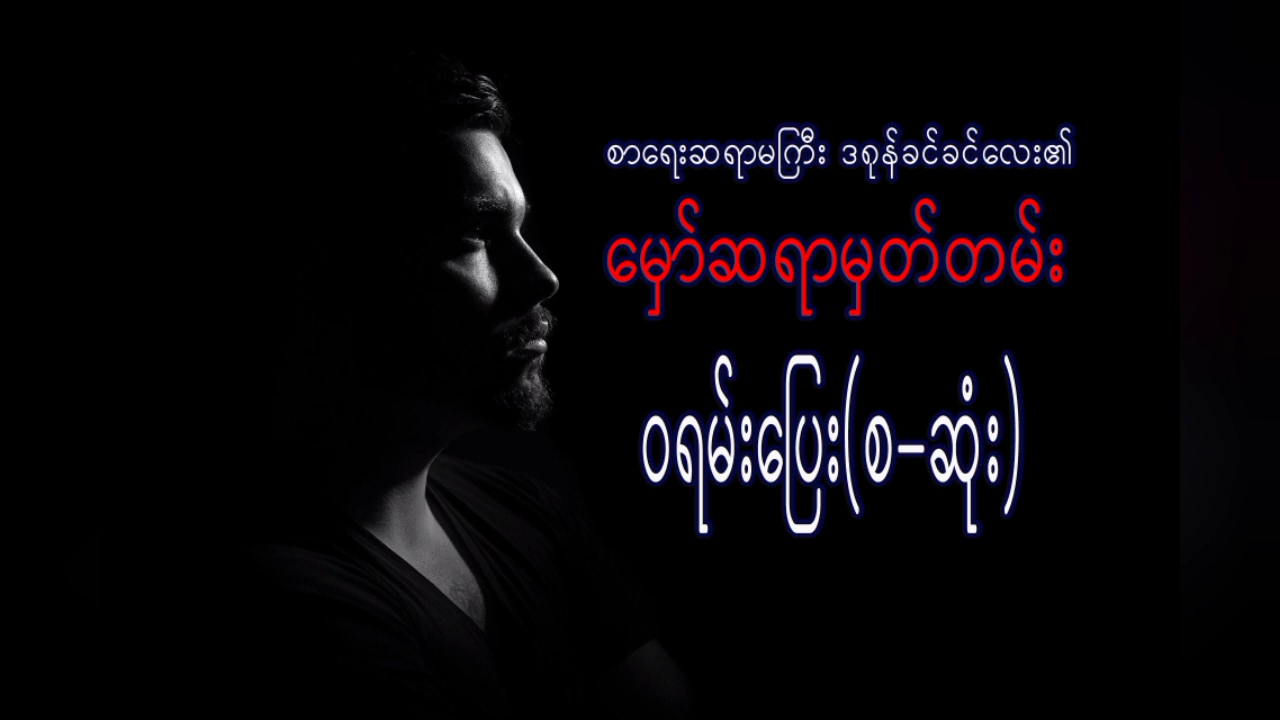 စာရေးဆရာမကြီး ဒဂုန်ခင်ခင်လေး၏
မှော်ဆရာမှတ်တမ်း
ဝရမ်းပြေး(စ-ဆုံး)